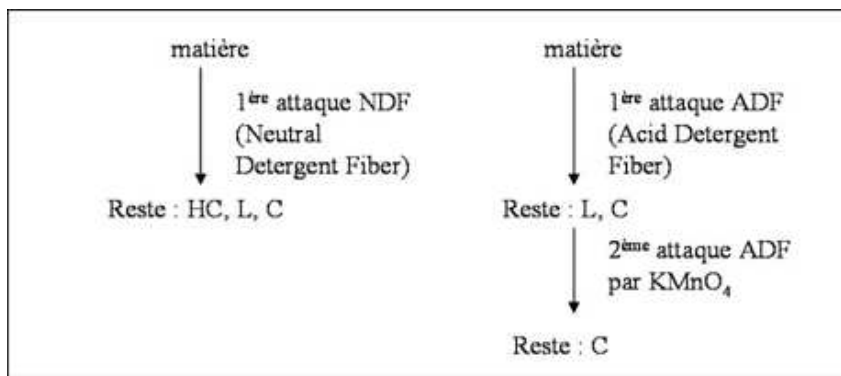 matière
1ère attaque NDF
(Neutral
Detergent Fiber)
Reste : HC, L, C
matière
1ère attaque ADF
(Acid Detergent
Fiber)
Reste : L, C
2ème attaque ADF
par KMnO₄
Reste : C